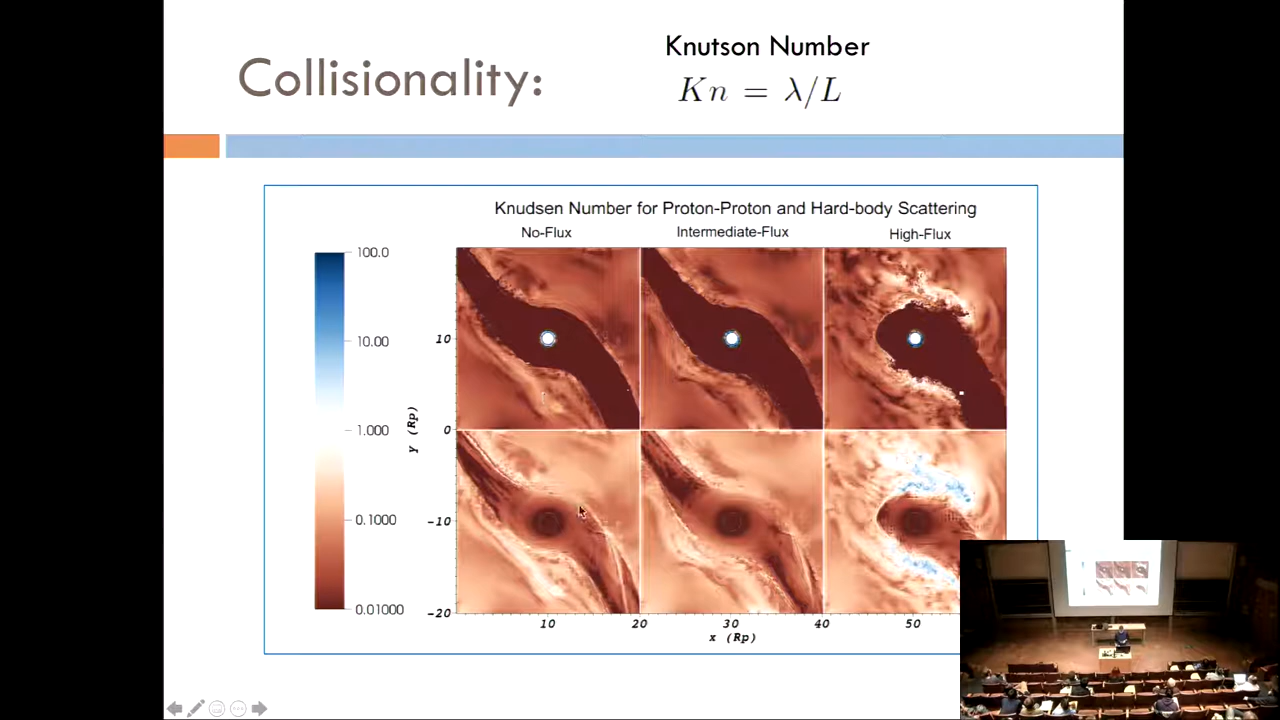 Knutson Number
Collisionality:
Kn = λ/L
Knudsen Number for Proton-Proton and Hard-body Scattering
No-Flux
Intermediate-Flux
High-Flux
100.0
10.00
1.000
0.1000
0.01000
Y (Rp)
10
0
-10
-20
10
20
30
40
50
x (Rp)